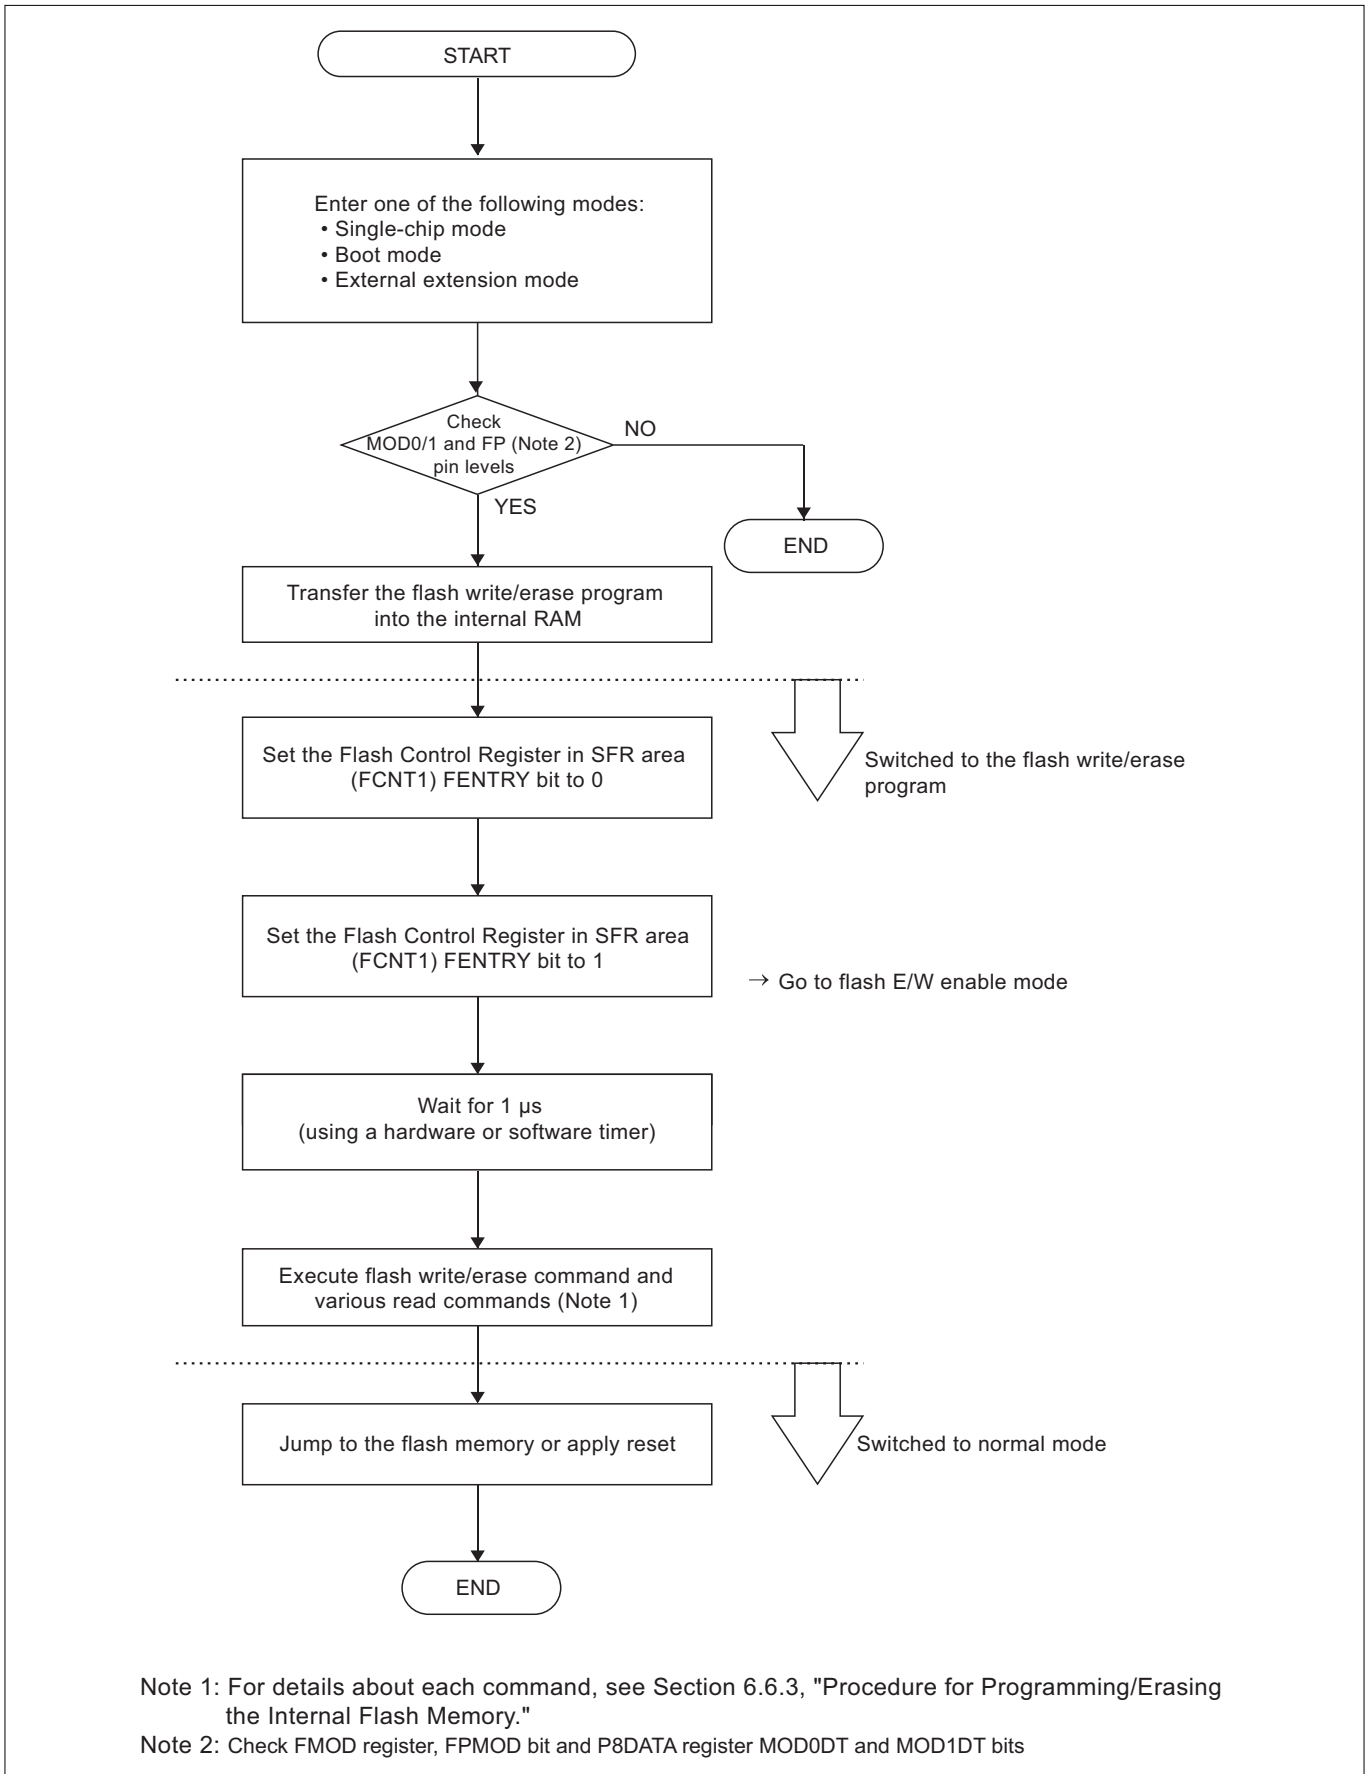 START
Enter one of the following modes:
• Single-chip mode
• Boot mode
• External extension mode
Check
MOD0/1 and FP (Note 2)
pin levels
NO
YES
END
Transfer the flash write/erase program
into the internal RAM
Set the Flash Control Register in SFR area
(FCNT1) FENTRY bit to 0
Switched to the flash write/erase
program
Set the Flash Control Register in SFR area
(FCNT1) FENTRY bit to 1
→ Go to flash E/W enable mode
Wait for 1 µs
(using a hardware or software timer)
Execute flash write/erase command and
various read commands (Note 1)
Jump to the flash memory or apply reset
Switched to normal mode
END
Note 1: For details about each command, see Section 6.6.3, "Procedure for Programming/Erasing
the Internal Flash Memory."
Note 2: Check FMOD register, FPMOD bit and P8DATA register MOD0DT and MOD1DT bits